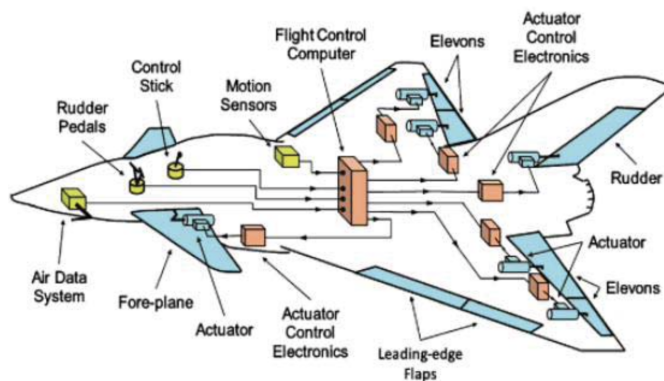 Flight Control
Computer
Elevons
Actuator
Control
Electronics
Control
Stick
Motion
Sensors
Rudder
Pedals
Rudder
Air Data
System
Fore-plane
Actuator
Actuator
Control
Electronics
Leading-edge
Flaps
Actuator
Elevons